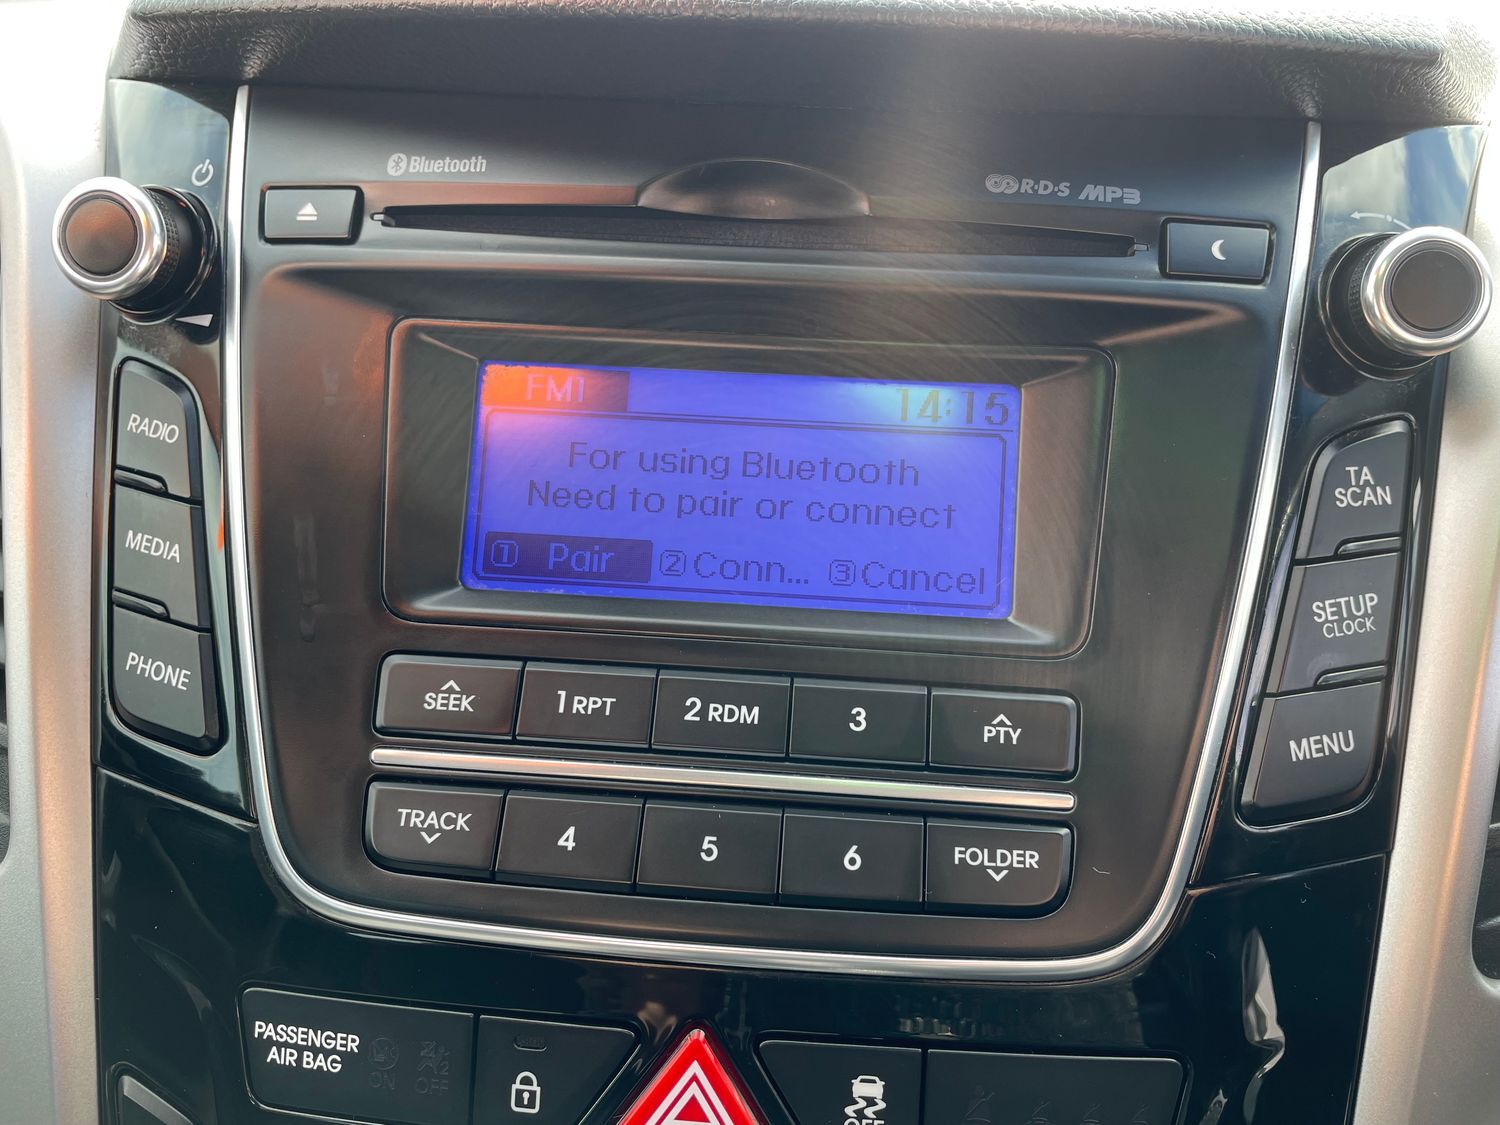 Bluetooth
R·D·S MP3
FM1 14:15
For using Bluetooth
Need to pair or connect
1 Pair 2 Conn... 3 Cancel
RADIO
MEDIA
PHONE
TA
SCAN
SETUP
CLOCK
MENU
SEEK 1 RPT 2 RDM 3 PTY
TRACK 4 5 6 FOLDER
PASSENGER
AIR BAG
ON OFF
OFF